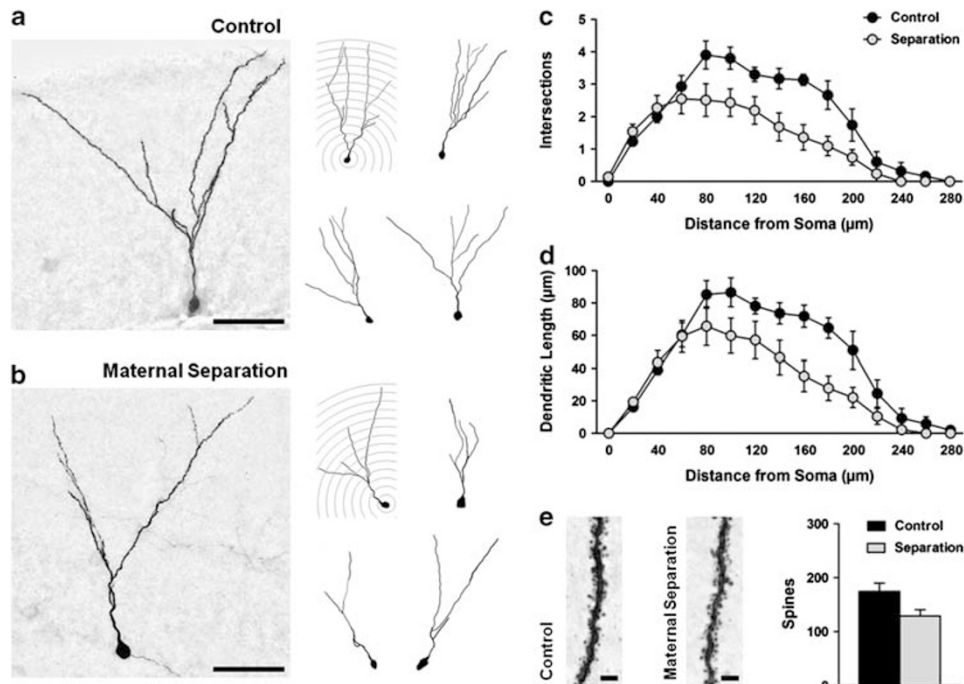 a
Control
b
Maternal Separation
c
Control
Separation
Intersections
5
4
3
2
1
0
0 40 80 120 160 200 240 280
Distance from Soma (µm)
d
Dendritic Length (µm)
100
80
60
40
20
0
0 40 80 120 160 200 240 280
Distance from Soma (µm)
e
Control
Maternal Separation
Spines
300
200
100
Control
Separation